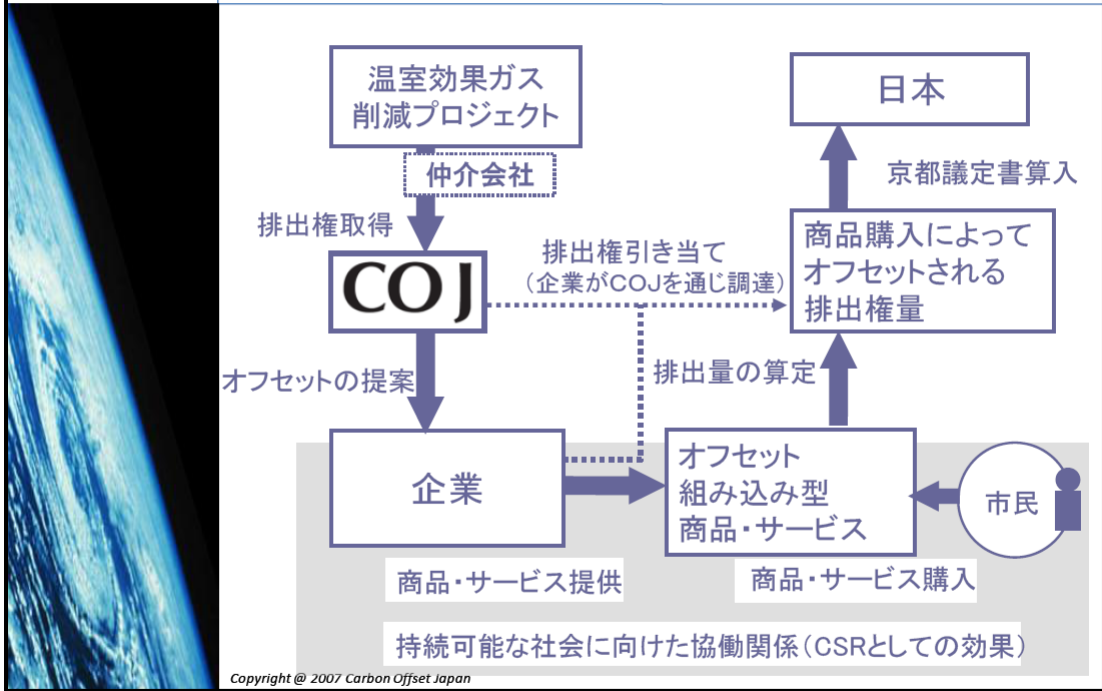 温室効果ガス
削減プロジェクト
日本
仲介会社
京都議定書算入
排出権取得
商品購入によって
オフセットされる
排出権量
排出権引き当て
(企業がCOJを通じ調達)
COJ
オフセットの提案
排出量の算定
企業
オフセット
組み込み型
商品・サービス
市民
商品・サービス提供
商品・サービス購入
持続可能な社会に向けた協働関係(CSRとしての効果)
Copyright @ 2007 Carbon Offset Japan